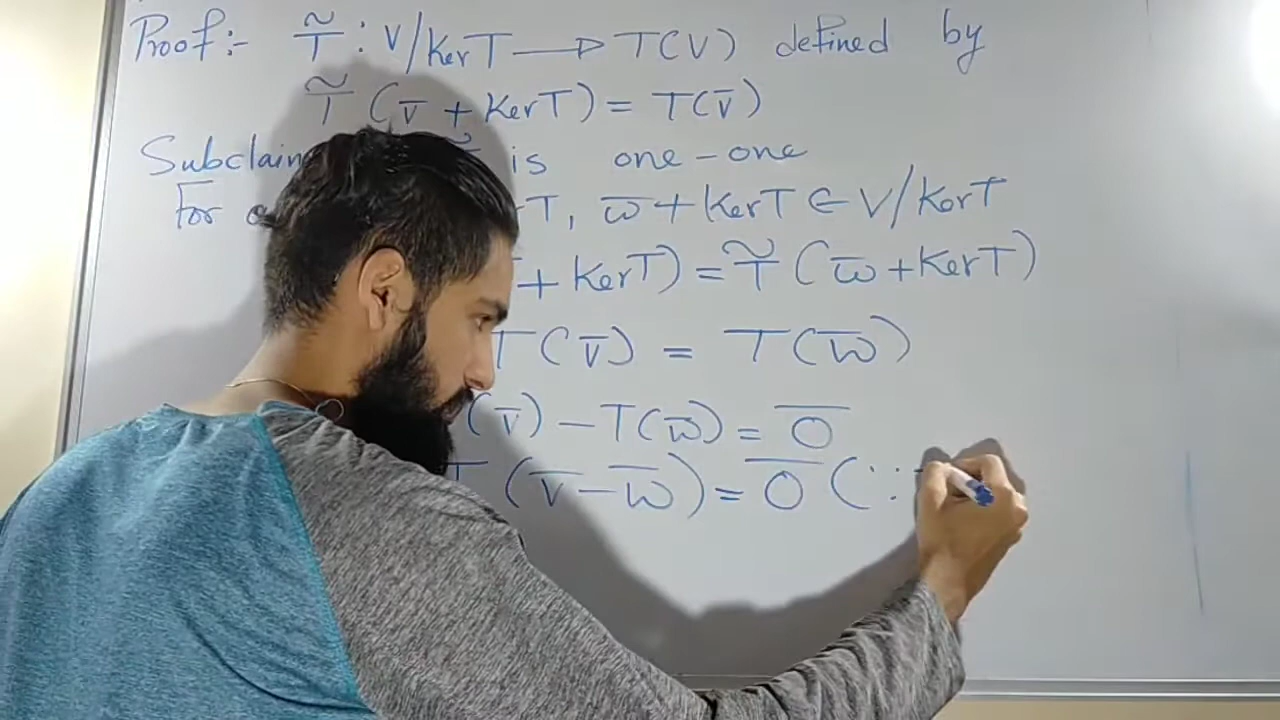 Proof:- T̃ : V/KerT → T(V) defined by
T̃ (v̄ + KerT) = T(v̄)
Subclaim is one-one
For T, w̄ + KerT ∈ V/KerT
+ KerT) = T̃ (w̄ + KerT)
T(v̄) = T(w̄)
(v̄) - T(w̄) = 0̄
T (v̄ - w̄) = 0̄ (∵